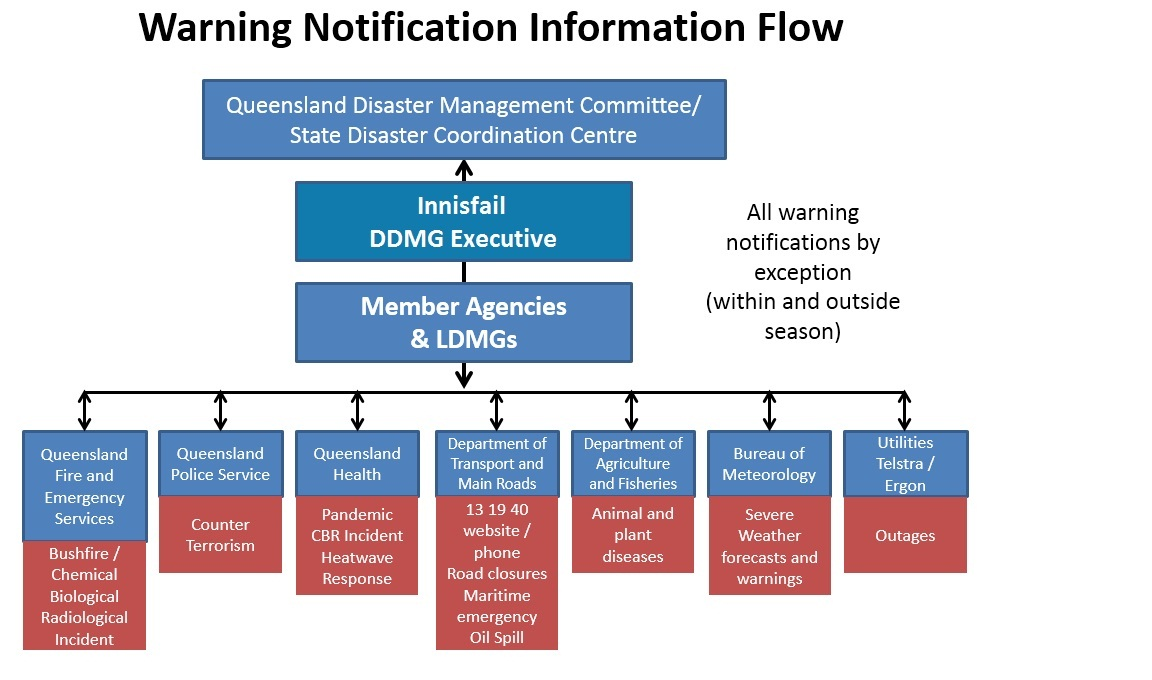 Warning Notification Information Flow
Queensland Disaster Management Committee/
State Disaster Coordination Centre
Innisfail
DDMG Executive
All warning
notifications by
exception
(within and outside
season)
Member Agencies
& LDMGs
Queensland
Fire and
Emergency
Services
Bushfire /
Chemical
Biological
Radiological
Incident
Queensland
Police Service
Counter
Terrorism
Queensland
Health
Pandemic
CBR Incident
Heatwave
Response
Department of
Transport and
Main Roads
13 19 40
website /
phone
Road closures
Maritime
emergency
Oil Spill
Department of
Agriculture
and Fisheries
Animal and
plant
diseases
Bureau of
Meteorology
Severe
Weather
forecasts and
warnings
Utilities
Telstra /
Ergon
Outages